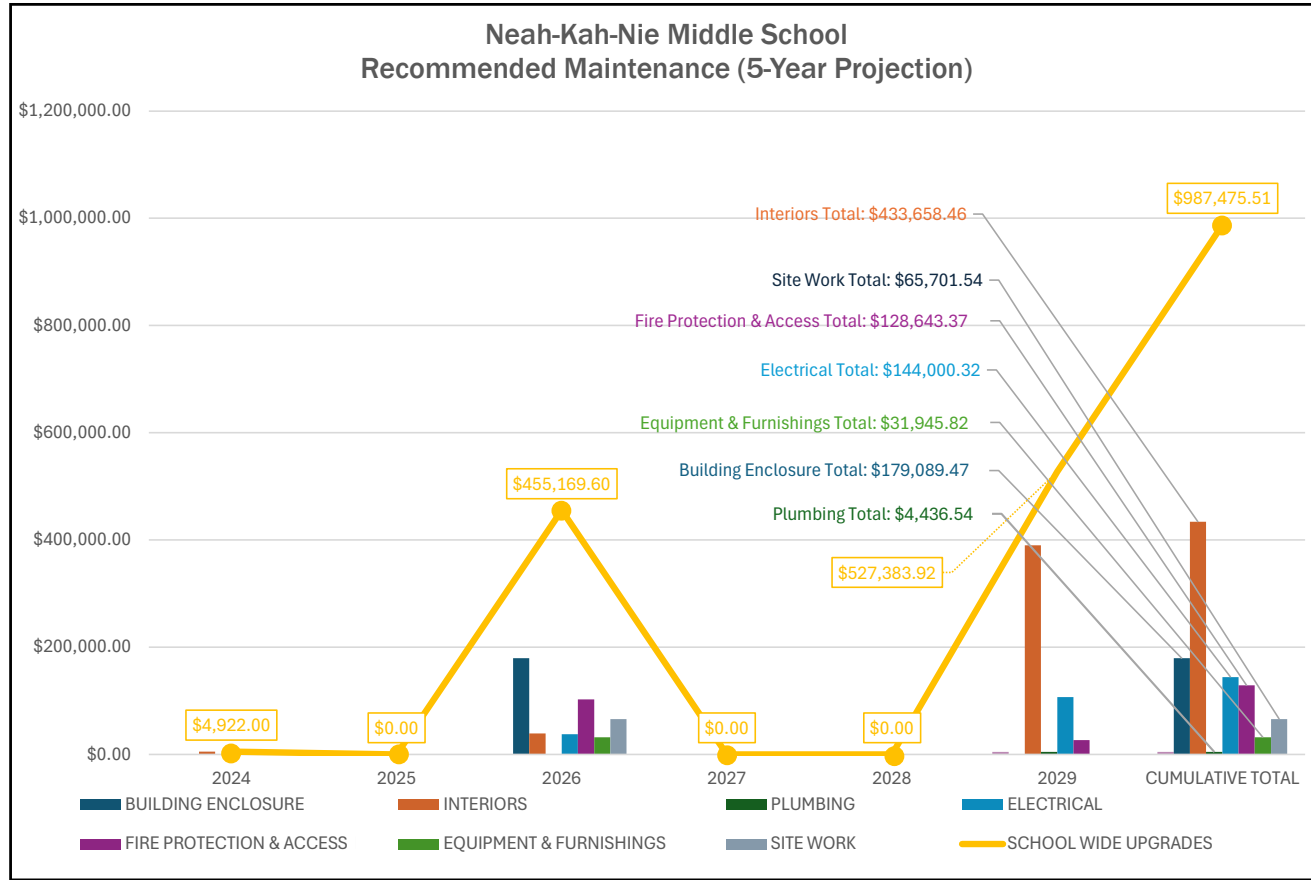 Neah-Kah-Nie Middle School
Recommended Maintenance (5-Year Projection)
$1,200,000.00
$1,000,000.00
$800,000.00
$600,000.00
$400,000.00
$200,000.00
$0.00
Interiors Total: $433,658.46
Site Work Total: $65,701.54
Fire Protection & Access Total: $128,643.37
Electrical Total: $144,000.32
Equipment & Furnishings Total: $31,945.82
Building Enclosure Total: $179,089.47
Plumbing Total: $4,436.54
$4,922.00
$0.00
$455,169.60
$0.00
$0.00
$527,383.92
$987,475.51
2024 2025 2026 2027 2028 2029 CUMULATIVE TOTAL
BUILDING ENCLOSURE INTERIORS PLUMBING ELECTRICAL
FIRE PROTECTION & ACCESS EQUIPMENT & FURNISHINGS SITE WORK SCHOOL WIDE UPGRADES